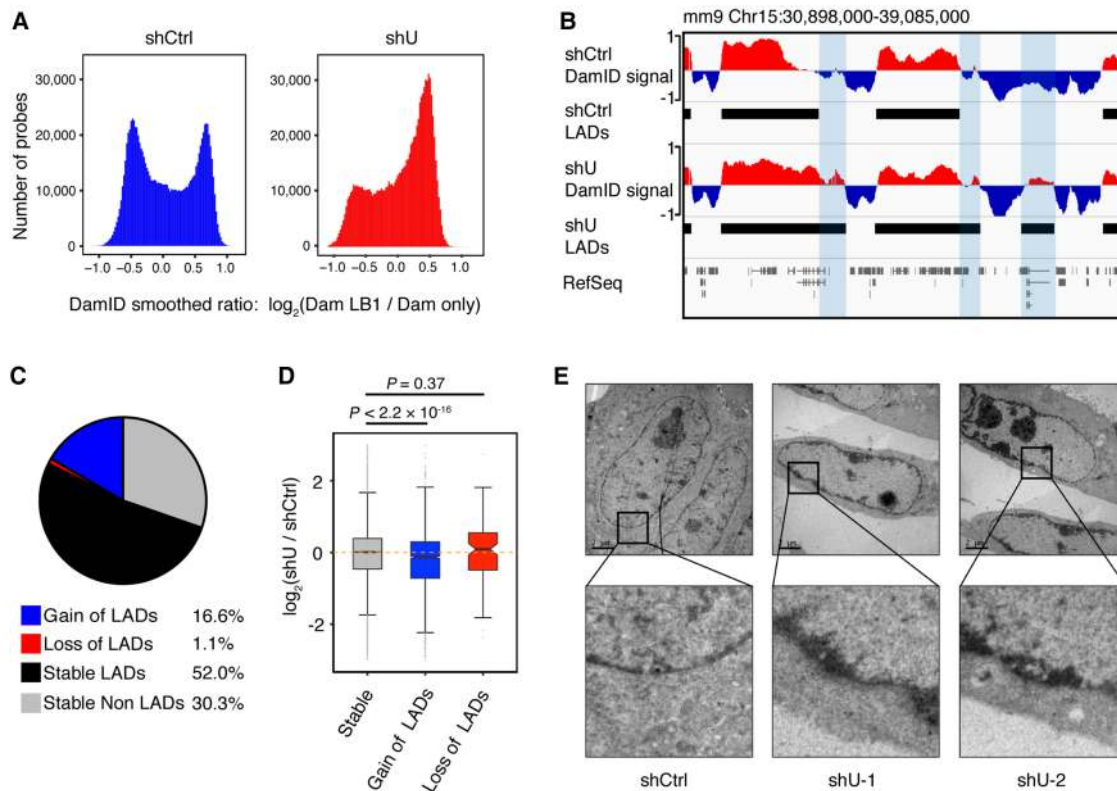 A
shCtrl
shU
Number of probes
30,000
20,000
10,000
0
30,000
20,000
10,000
0
−1.0 −0.5 0.0 0.5 1.0
−1.0 −0.5 0.0 0.5 1.0
DamID smoothed ratio: log2(Dam LB1 / Dam only)
B
mm9 Chr15:30,898,000-39,085,000
shCtrl
DamID signal
1
-1
shCtrl
LADs
shU
DamID signal
1
-1
shU
LADs
RefSeq
C
Gain of LADs 16.6%
Loss of LADs 1.1%
Stable LADs 52.0%
Stable Non LADs 30.3%
D
P = 0.37
P < 2.2 × 10-16
log2(shU / shCtrl)
2
0
-2
Stable
Gain of LADs
Loss of LADs
E
shCtrl
shU-1
shU-2